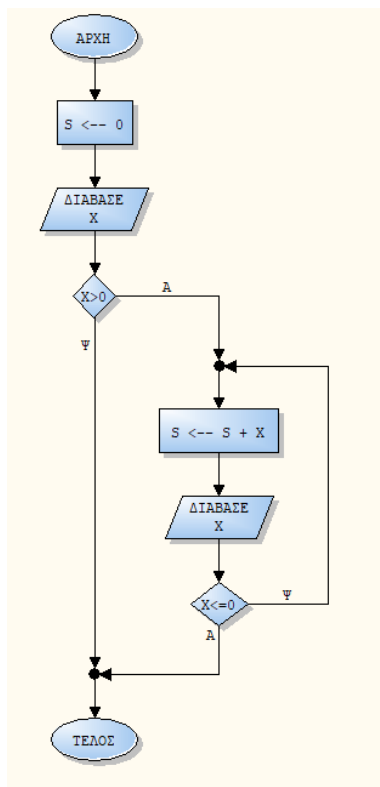 ΑΡΧΗ
S <-- 0
ΔΙΑΒΑΣΕ
X
X>0
Α
Ψ
S <-- S + X
ΔΙΑΒΑΣΕ
X
X<=0
Ψ
Α
ΤΕΛΟΣ